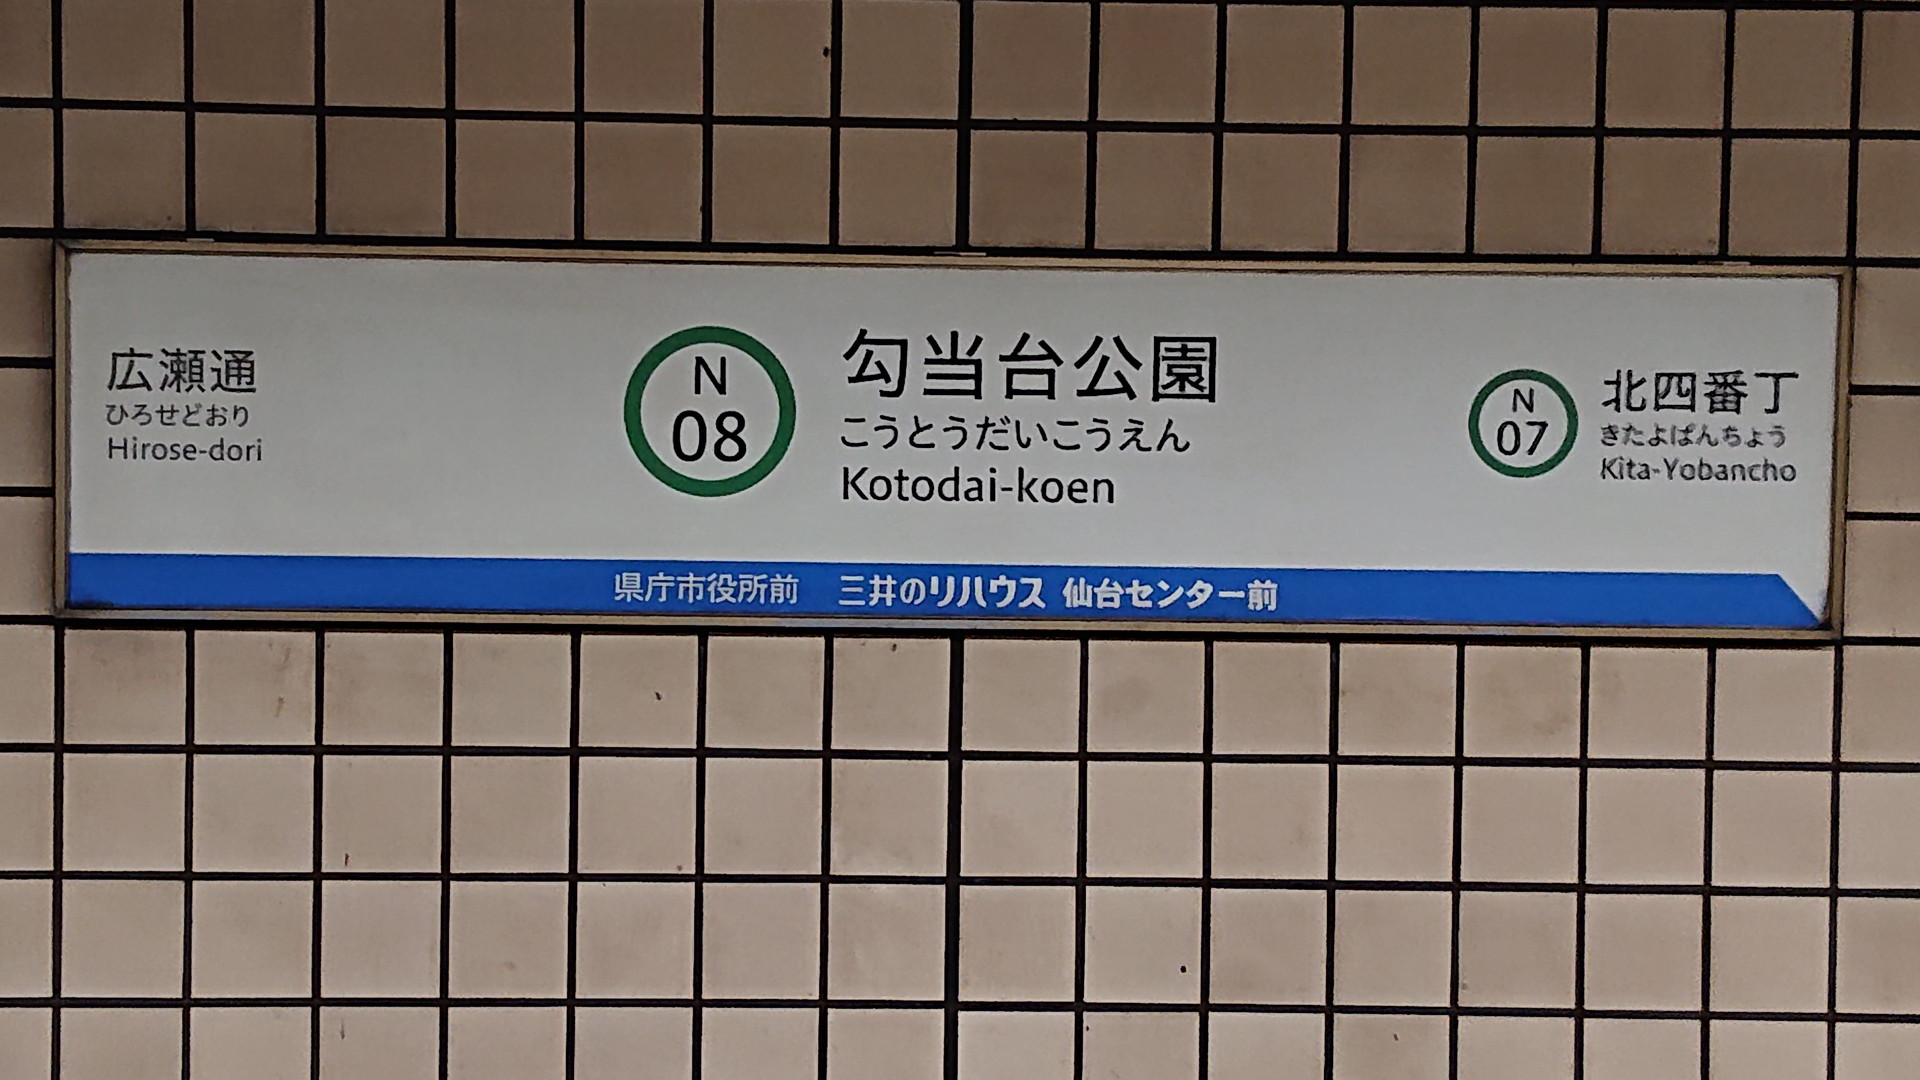 広瀬通
ひろせどおり
Hirose-dori
N
08
勾当台公園
こうとうだいこうえん
Kotodai-koen
N
07
北四番丁
きたよばんちょう
Kita-Yobancho
県庁市役所前 三井のリハウス 仙台センター前